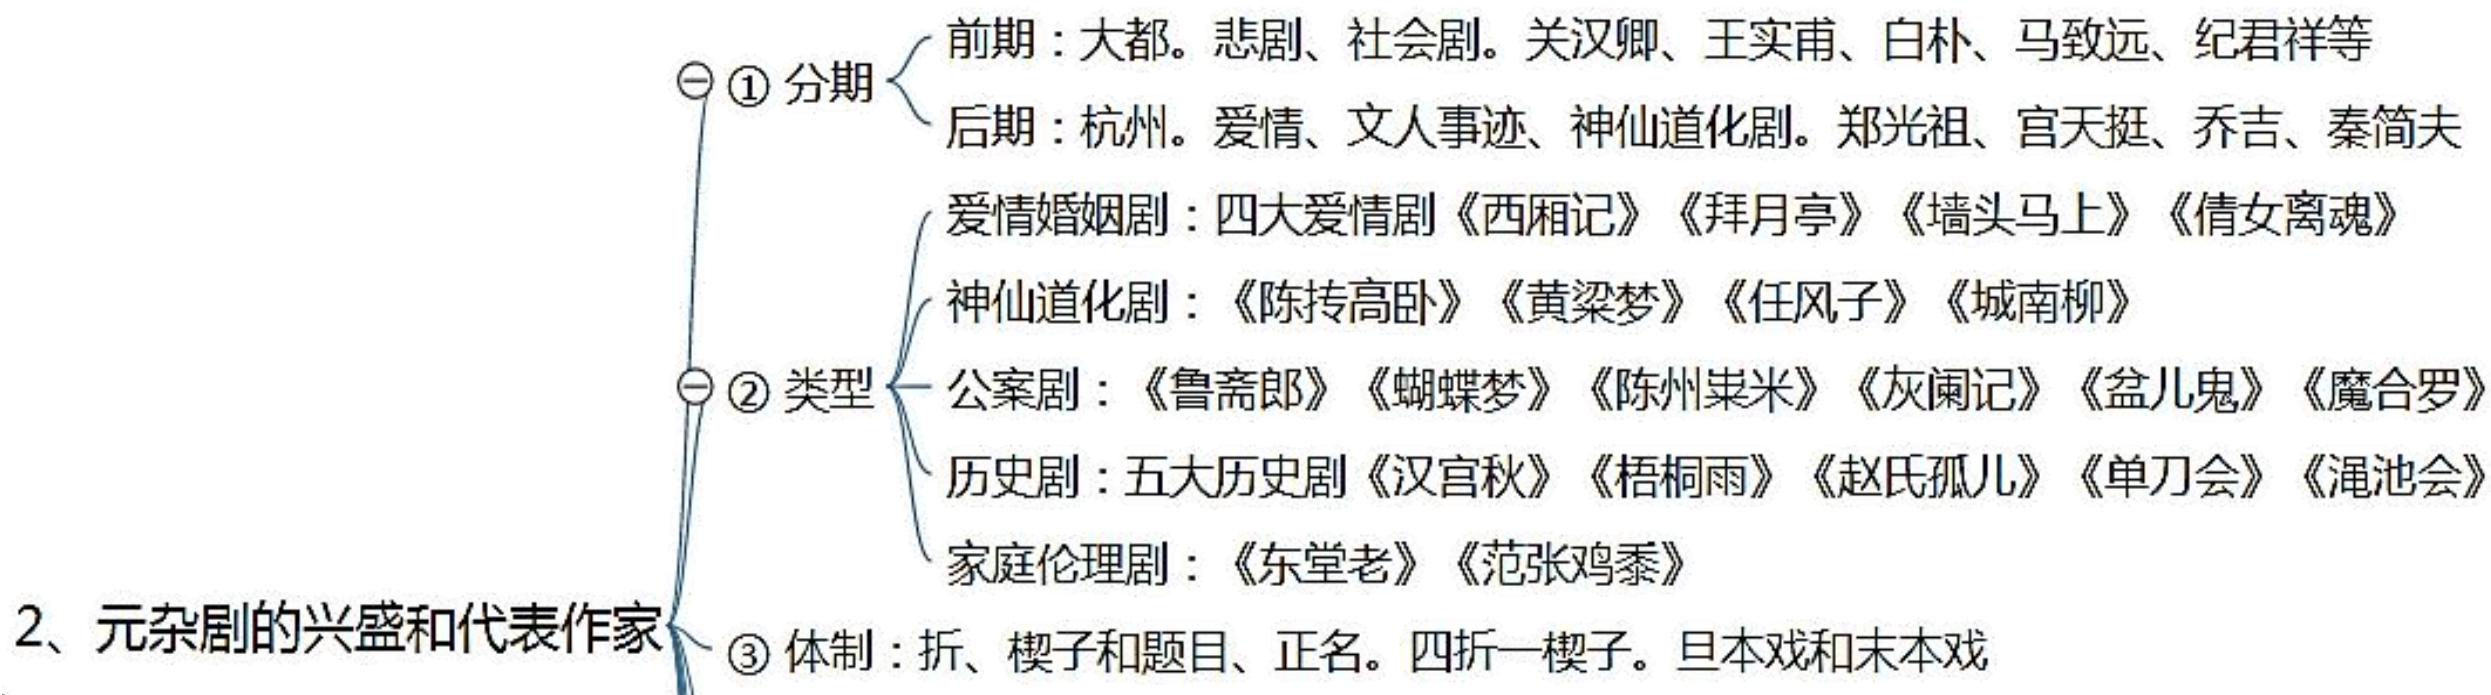 ① 分期
前期：大都。悲剧、社会剧。关汉卿、王实甫、白朴、马致远、纪君祥等
后期：杭州。爱情、文人事迹、神仙道化剧。郑光祖、宫天挺、乔吉、秦简夫
② 类型
爱情婚姻剧：四大爱情剧《西厢记》《拜月亭》《墙头马上》《倩女离魂》
神仙道化剧：《陈抟高卧》《黄粱梦》《任风子》《城南柳》
公案剧：《鲁斋郎》《蝴蝶梦》《陈州粜米》《灰阑记》《盆儿鬼》《魔合罗》
历史剧：五大历史剧《汉宫秋》《梧桐雨》《赵氏孤儿》《单刀会》《渑池会》
家庭伦理剧：《东堂老》《范张鸡黍》
2、元杂剧的兴盛和代表作家
③ 体制：折、楔子和题目、正名。四折一楔子。旦本戏和末本戏